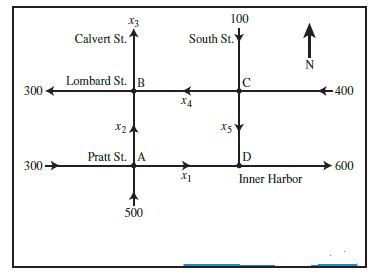 x3 100
Calvert St. South St.
N
Lombard St. B C
300 400
x4
x2 x5
Pratt St. A D
300 600
x1 Inner Harbor
500